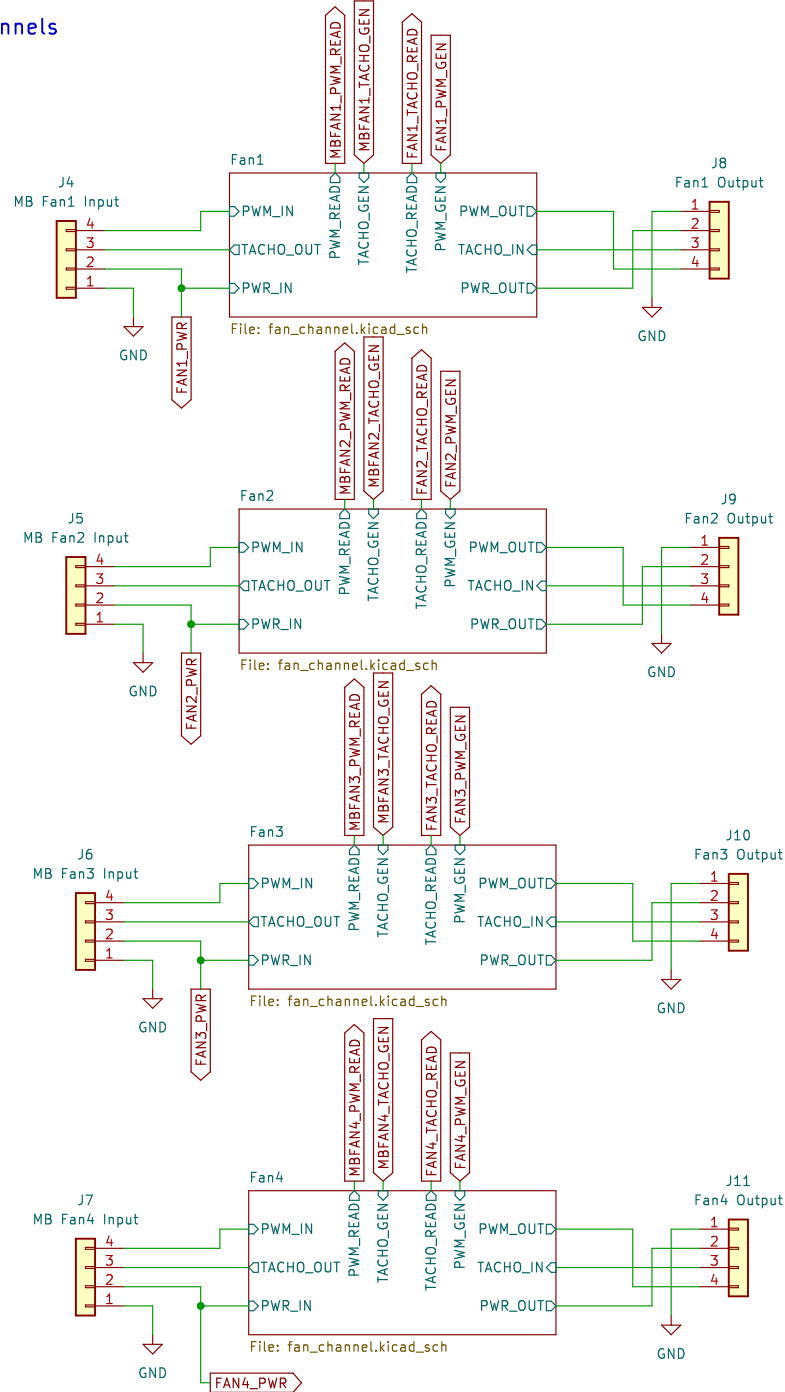 nnels
MBFAN1_PWM_READ
MBFAN1_TACHO_GEN
FAN1_TACHO_READ
FAN1_PWM_GEN
Fan1
J4
MB Fan1 Input
4
3
2
1
PWM_IN
TACHO_OUT
PWR_IN
PWM_READ
TACHO_GEN
TACHO_READ
PWM_GEN
PWM_OUT
TACHO_IN
PWR_OUT
J8
Fan1 Output
1
2
3
4
GND
FAN1_PWR
GND
File: fan_channel.kicad_sch
MBFAN2_PWM_READ
MBFAN2_TACHO_GEN
FAN2_TACHO_READ
FAN2_PWM_GEN
Fan2
J5
MB Fan2 Input
4
3
2
1
PWM_IN
TACHO_OUT
PWR_IN
PWM_READ
TACHO_GEN
TACHO_READ
PWM_GEN
PWM_OUT
TACHO_IN
PWR_OUT
J9
Fan2 Output
1
2
3
4
GND
FAN2_PWR
GND
File: fan_channel.kicad_sch
MBFAN3_PWM_READ
MBFAN3_TACHO_GEN
FAN3_TACHO_READ
FAN3_PWM_GEN
Fan3
J6
MB Fan3 Input
4
3
2
1
PWM_IN
TACHO_OUT
PWR_IN
PWM_READ
TACHO_GEN
TACHO_READ
PWM_GEN
PWM_OUT
TACHO_IN
PWR_OUT
J10
Fan3 Output
1
2
3
4
GND
FAN3_PWR
GND
File: fan_channel.kicad_sch
MBFAN4_PWM_READ
MBFAN4_TACHO_GEN
FAN4_TACHO_READ
FAN4_PWM_GEN
Fan4
J7
MB Fan4 Input
4
3
2
1
PWM_IN
TACHO_OUT
PWR_IN
PWM_READ
TACHO_GEN
TACHO_READ
PWM_GEN
PWM_OUT
TACHO_IN
PWR_OUT
J11
Fan4 Output
1
2
3
4
GND
FAN4_PWR
GND
File: fan_channel.kicad_sch